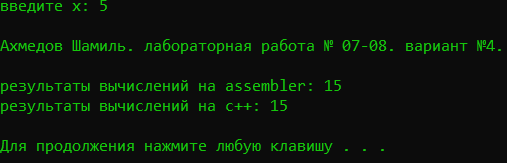 введите x: 5
Ахмедов Шамиль. лабораторная работа № 07-08. вариант №4.
результаты вычислений на assembler: 15
результаты вычислений на c++: 15
Для продолжения нажмите любую клавишу . . .